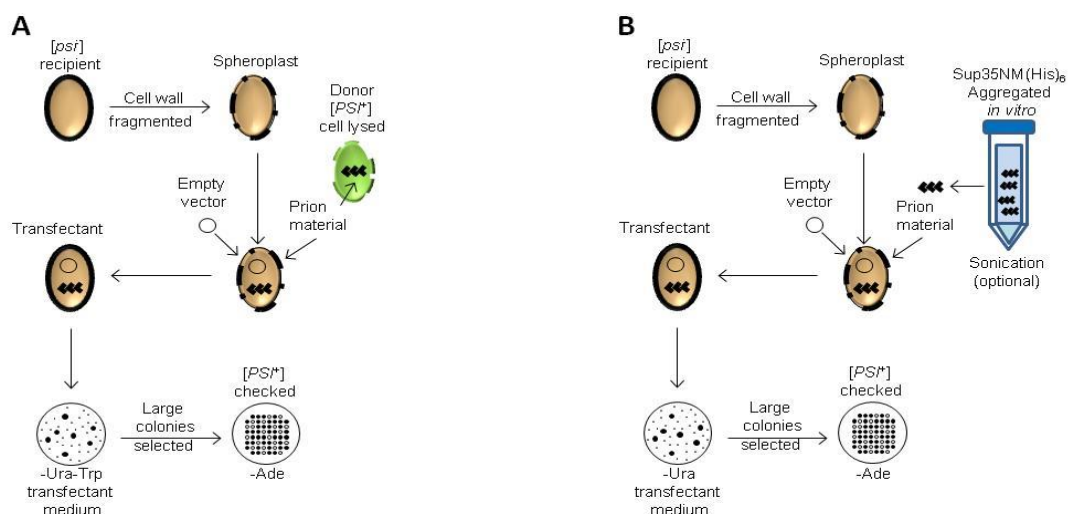 A
[psi]
recipient
Spheroplast
Cell wall
fragmented
Donor
[PSI+]
cell lysed
Empty
vector
Prion
material
Transfectant
[PSI+]
checked
Large
colonies
selected
-Ura-Trp
transfectant
medium
-Ade
B
[psi]
recipient
Spheroplast
Cell wall
fragmented
Sup35NM(His)₆
Aggregated
in vitro
Empty
vector
Prion
material
Transfectant
Sonication
(optional)
[PSI+]
checked
Large
colonies
selected
-Ura
transfectant
medium
-Ade